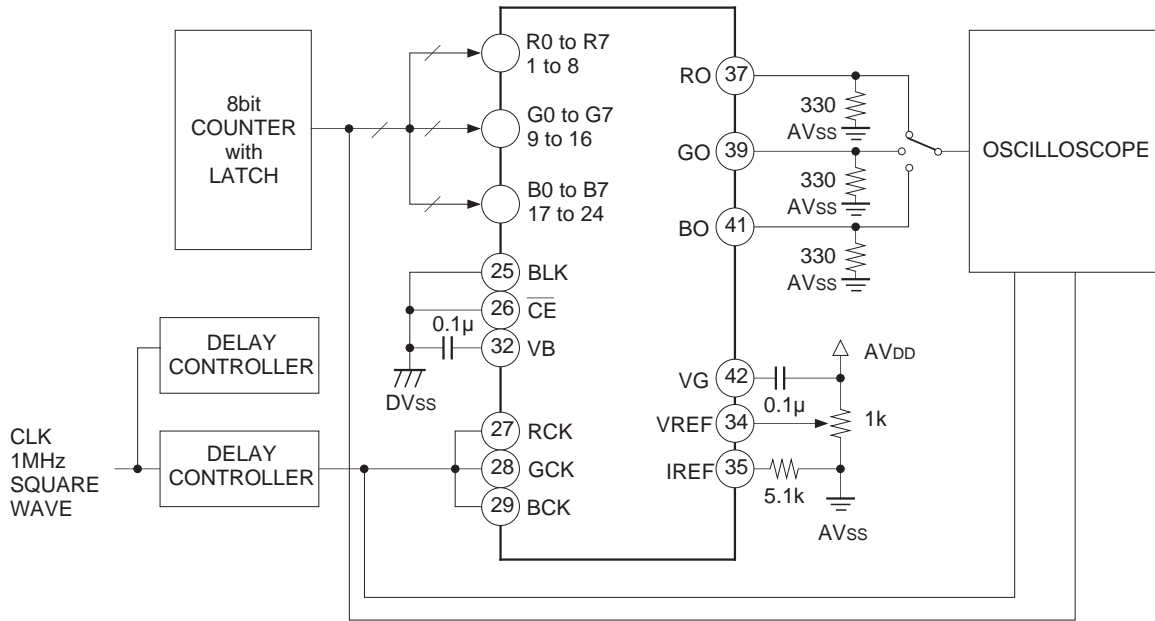 8bit
COUNTER
with
LATCH
R0 to R7
1 to 8
G0 to G7
9 to 16
B0 to B7
17 to 24
25 BLK
26 CE
0.1µ
32 VB
DVSS
DELAY
CONTROLLER
CLK
1MHz
SQUARE
WAVE
DELAY
CONTROLLER
27 RCK
28 GCK
29 BCK
RO 37
330
AVSS
GO 39
330
AVSS
BO 41
330
AVSS
OSCILLOSCOPE
AVDD
VG 42
0.1µ
VREF 34
1k
IREF 35
5.1k
AVSS